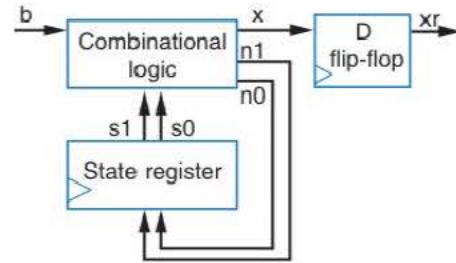 b
Combinational
logic
x
n1
n0
D
flip-flop
xr
s1
s0
State register